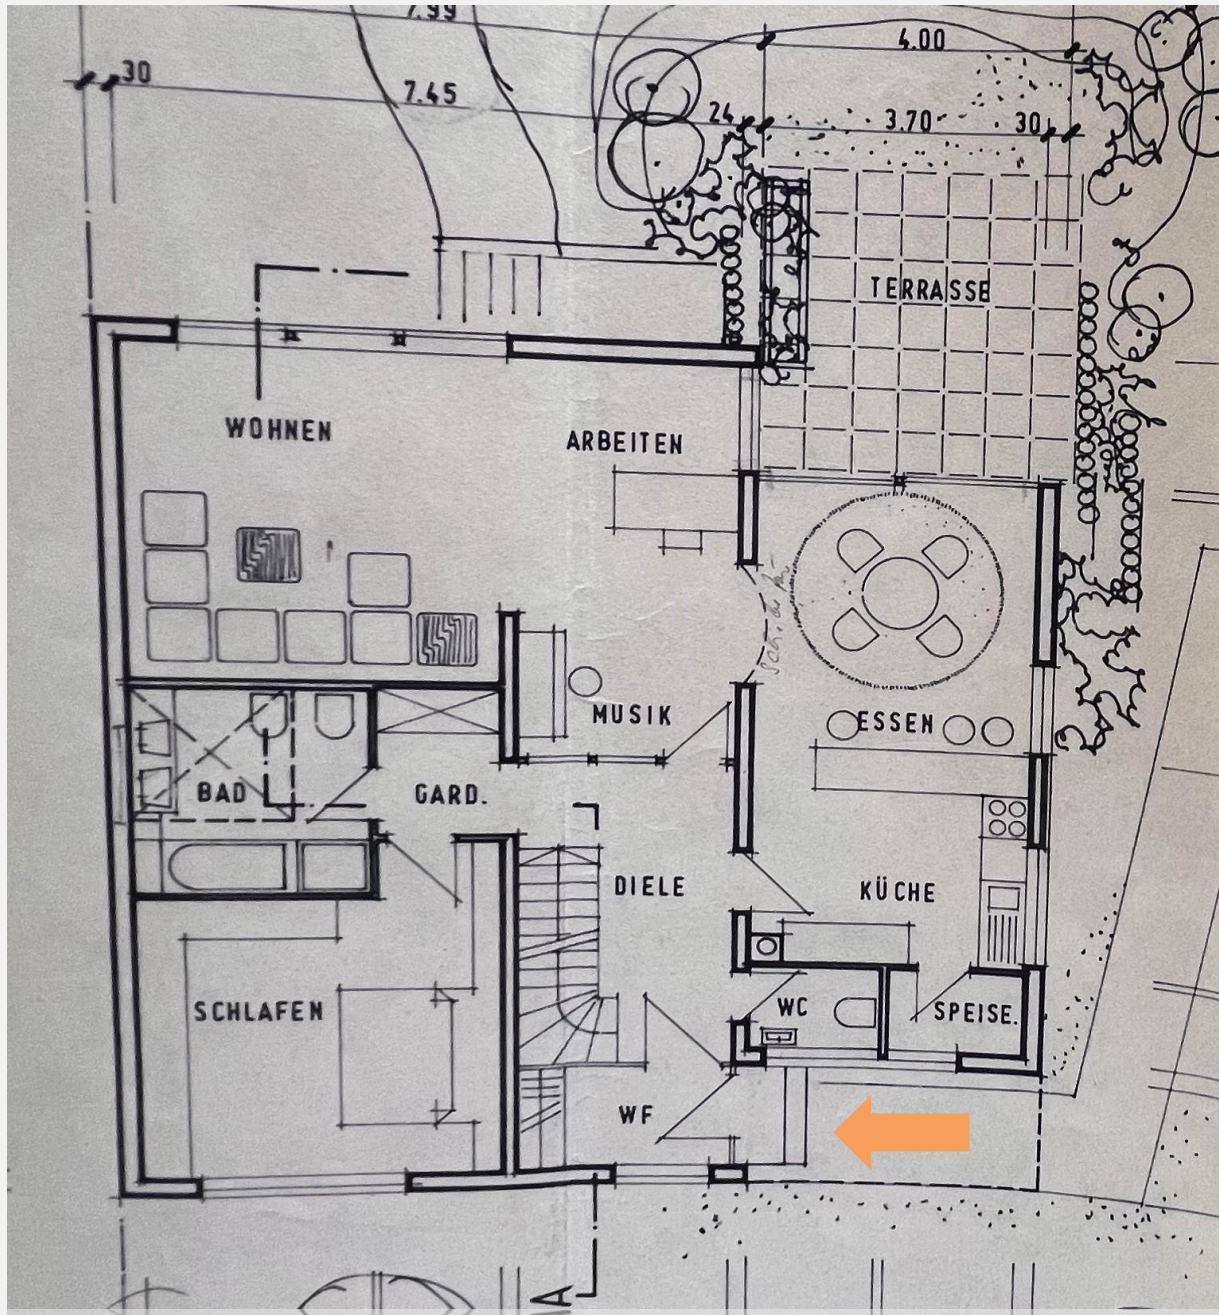 7.99
4.00
30
7.45
24
3.70
30
TERRASSE
WOHNEN
ARBEITEN
MUSIK
ESSEN
BAD
GARD.
DIELE
KÜCHE
SCHLAFEN
WC
SPEISE.
WF
A